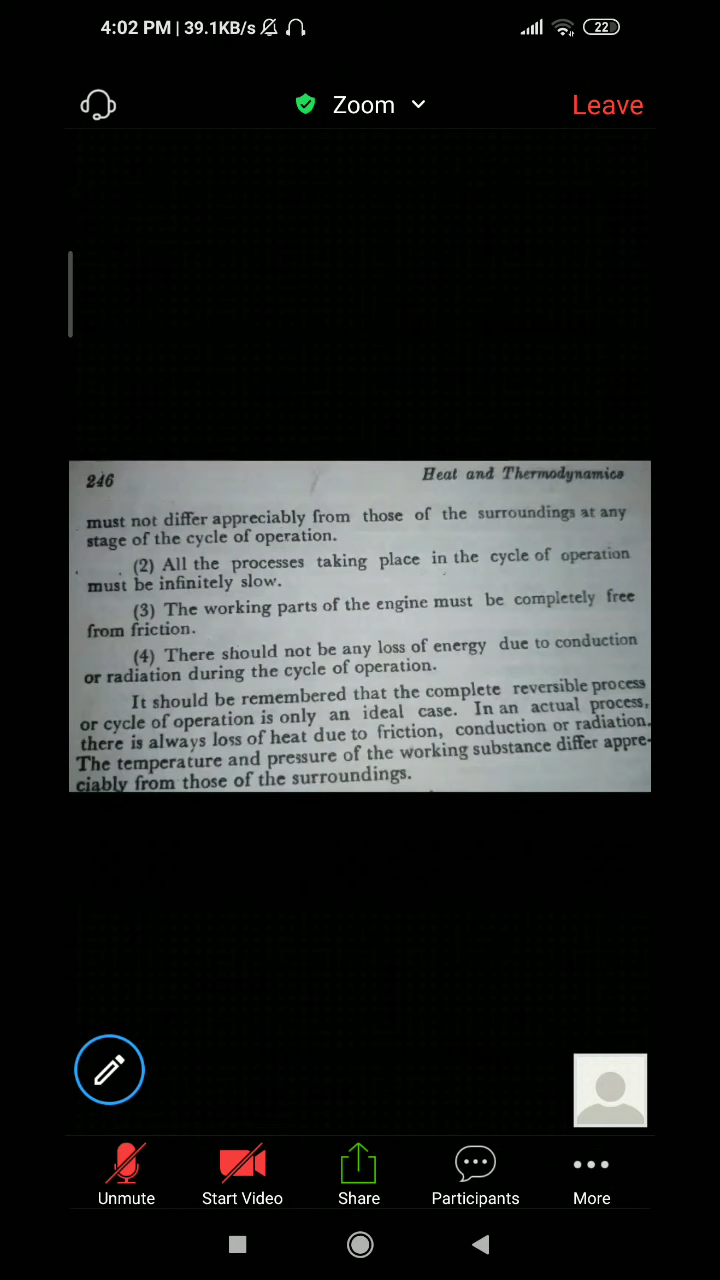 4:02 PM | 39.1KB/s
22
Zoom
Leave
246 Heat and Thermodynamics
must not differ appreciably from those of the surroundings at any
stage of the cycle of operation.
(2) All the processes taking place in the cycle of operation
must be infinitely slow.
(3) The working parts of the engine must be completely free
from friction.
(4) There should not be any loss of energy due to conduction
or radiation during the cycle of operation.
It should be remembered that the complete reversible process
or cycle of operation is only an ideal case. In an actual process,
there is always loss of heat due to friction, conduction or radiation.
The temperature and pressure of the working substance differ appre-
ciably from those of the surroundings.
Unmute
Start Video
Share
Participants
More